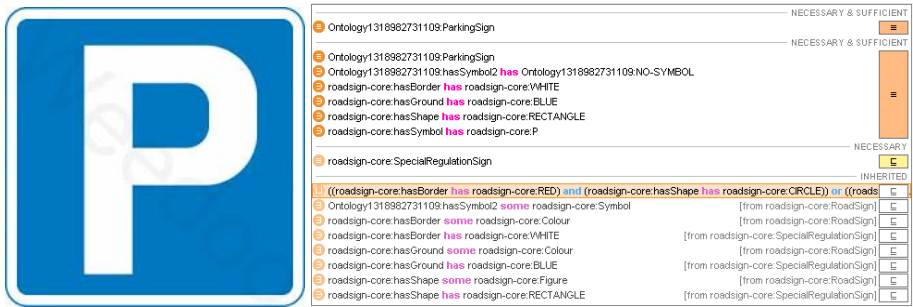 P
NECESSARY & SUFFICIENT
Ontology1318982731109:ParkingSign
NECESSARY & SUFFICIENT
Ontology1318982731109:ParkingSign
Ontology1318982731109:hasSymbol2 has Ontology1318982731109:NO-SYMBOL
roadsign-core:hasBorder has roadsign-core:WHITE
roadsign-core:hasGround has roadsign-core:BLUE
roadsign-core:hasShape has roadsign-core:RECTANGLE
roadsign-core:hasSymbol has roadsign-core:P
NECESSARY
roadsign-core:SpecialRegulationSign
INHERITED
((roadsign-core:hasBorder has roadsign-core:RED) and (roadsign-core:hasShape has roadsign-core:CIRCLE)) or ((roads
Ontology1318982731109:hasSymbol2 some roadsign-core:Symbol [from roadsign-core:RoadSign]
roadsign-core:hasBorder some roadsign-core:Colour [from roadsign-core:RoadSign]
roadsign-core:hasBorder has roadsign-core:WHITE [from roadsign-core:SpecialRegulationSign]
roadsign-core:hasGround some roadsign-core:Colour [from roadsign-core:RoadSign]
roadsign-core:hasGround has roadsign-core:BLUE [from roadsign-core:SpecialRegulationSign]
roadsign-core:hasShape some roadsign-core:Figure [from roadsign-core:RoadSign]
roadsign-core:hasShape has roadsign-core:RECTANGLE [from roadsign-core:SpecialRegulationSign]